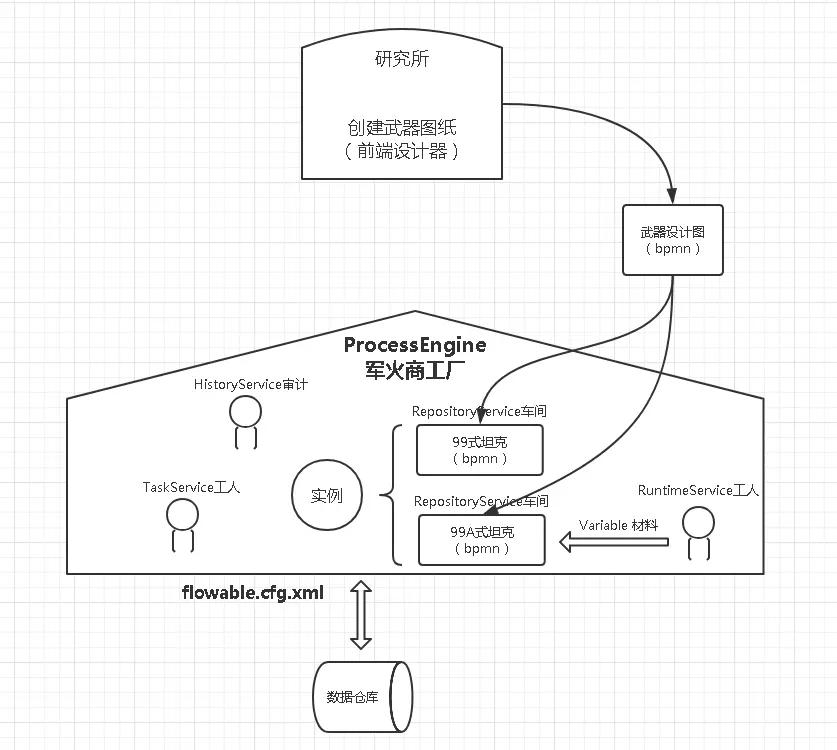 研究所
创建武器图纸
（前端设计器）
武器设计图
（bpmn）
ProcessEngine
军火商工厂
HistoryService审计
RepositoryService车间
99式坦克
（bpmn）
TaskService工人
实例
RepositoryService车间
99A式坦克
（bpmn）
RuntimeService工人
Variable 材料
flowable.cfg.xml
数据仓库